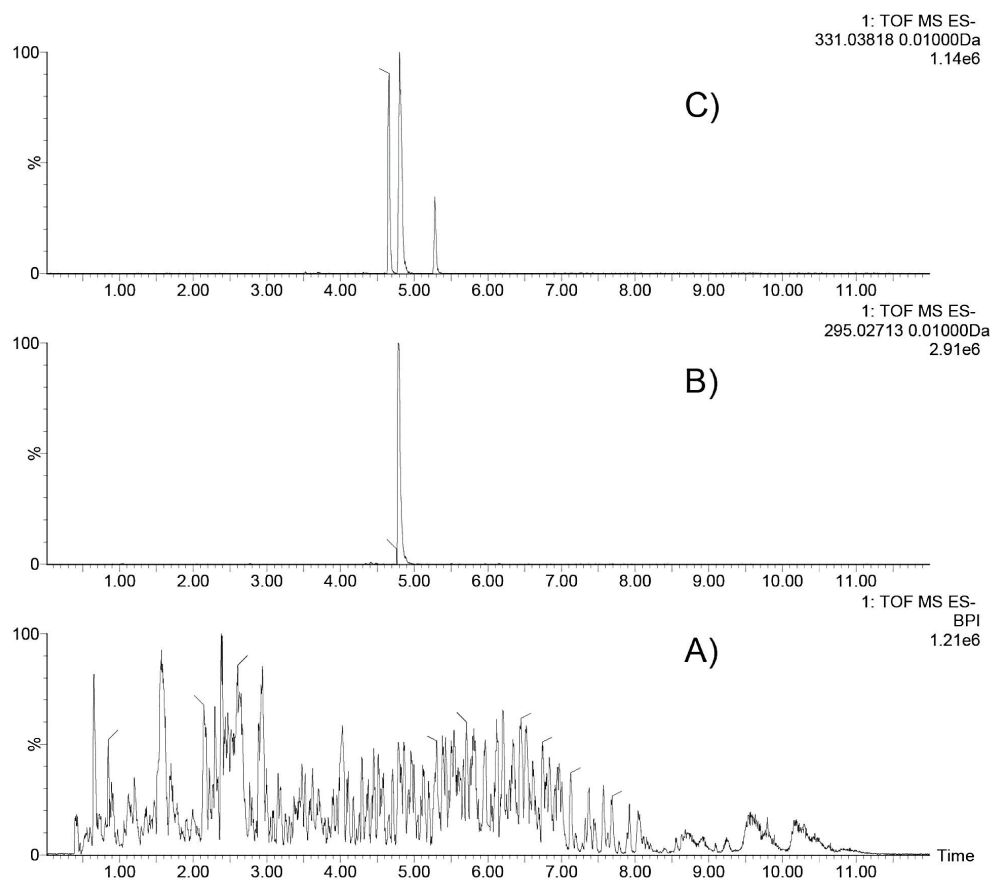 1: TOF MS ES-
331.03818 0.01000Da
1.14e6
100
C)
%
0
1.00 2.00 3.00 4.00 5.00 6.00 7.00 8.00 9.00 10.00 11.00
1: TOF MS ES-
295.02713 0.01000Da
2.91e6
100
B)
%
0
1.00 2.00 3.00 4.00 5.00 6.00 7.00 8.00 9.00 10.00 11.00
1: TOF MS ES-
BPI
1.21e6
100
A)
%
0
Time
1.00 2.00 3.00 4.00 5.00 6.00 7.00 8.00 9.00 10.00 11.00